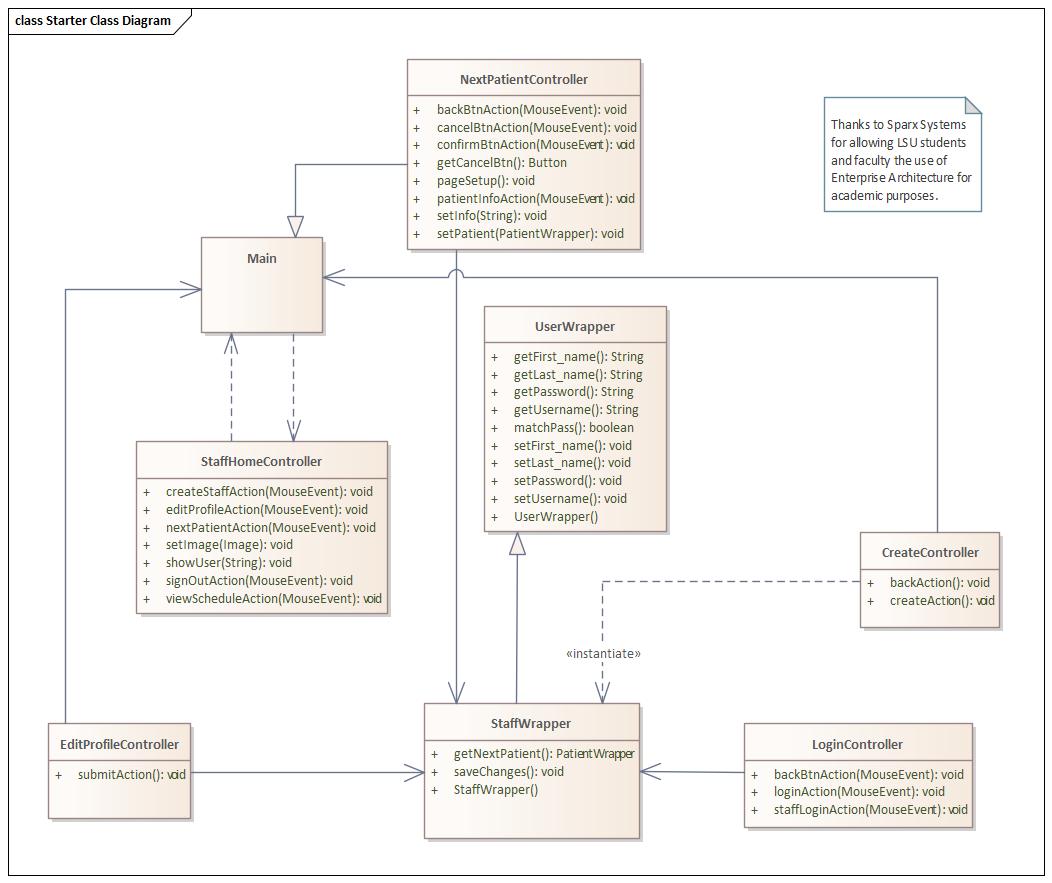 class Starter Class Diagram
NextPatientController
+ backBtnAction(MouseEvent): void
+ cancelBtnAction(MouseEvent): void
+ confirmBtnAction(MouseEvent): void
+ getCancelBtn(): Button
+ pageSetup(): void
+ patientInfoAction(MouseEvent): void
+ setInfo(String): void
+ setPatient(PatientWrapper): void
Thanks to Sparx Systems
for allowing LSU students
and faculty the use of
Enterprise Architecture for
academic purposes.
Main
UserWrapper
+ getFirst_name(): String
+ getLast_name(): String
+ getPassword(): String
+ getUsername(): String
+ matchPass(): boolean
+ setFirst_name(): void
+ setLast_name(): void
+ setPassword(): void
+ setUsername(): void
+ UserWrapper()
StaffHomeController
+ createStaffAction(MouseEvent): void
+ editProfileAction(MouseEvent): void
+ nextPatientAction(MouseEvent): void
+ setImage(Image): void
+ showUser(String): void
+ signOutAction(MouseEvent): void
+ viewScheduleAction(MouseEvent): void
CreateController
+ backAction(): void
+ createAction(): void
«instantiate»
EditProfileController
+ submitAction(): void
StaffWrapper
+ getNextPatient(): PatientWrapper
+ saveChanges(): void
+ StaffWrapper()
LoginController
+ backBtnAction(MouseEvent): void
+ loginAction(MouseEvent): void
+ staffLoginAction(MouseEvent): void